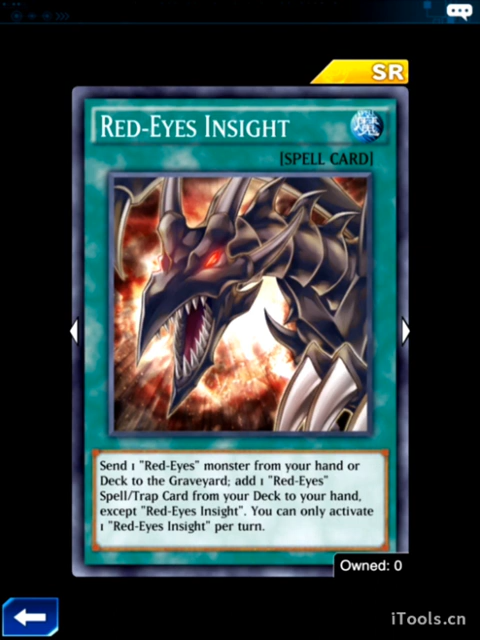 SR
RED-EYES INSIGHT
[SPELL CARD]
Send 1 "Red-Eyes" monster from your hand or
Deck to the Graveyard; add 1 "Red-Eyes"
Spell/Trap Card from your Deck to your hand,
except "Red-Eyes Insight". You can only activate
1 "Red-Eyes Insight" per turn.
Owned: 0
iTools.cn